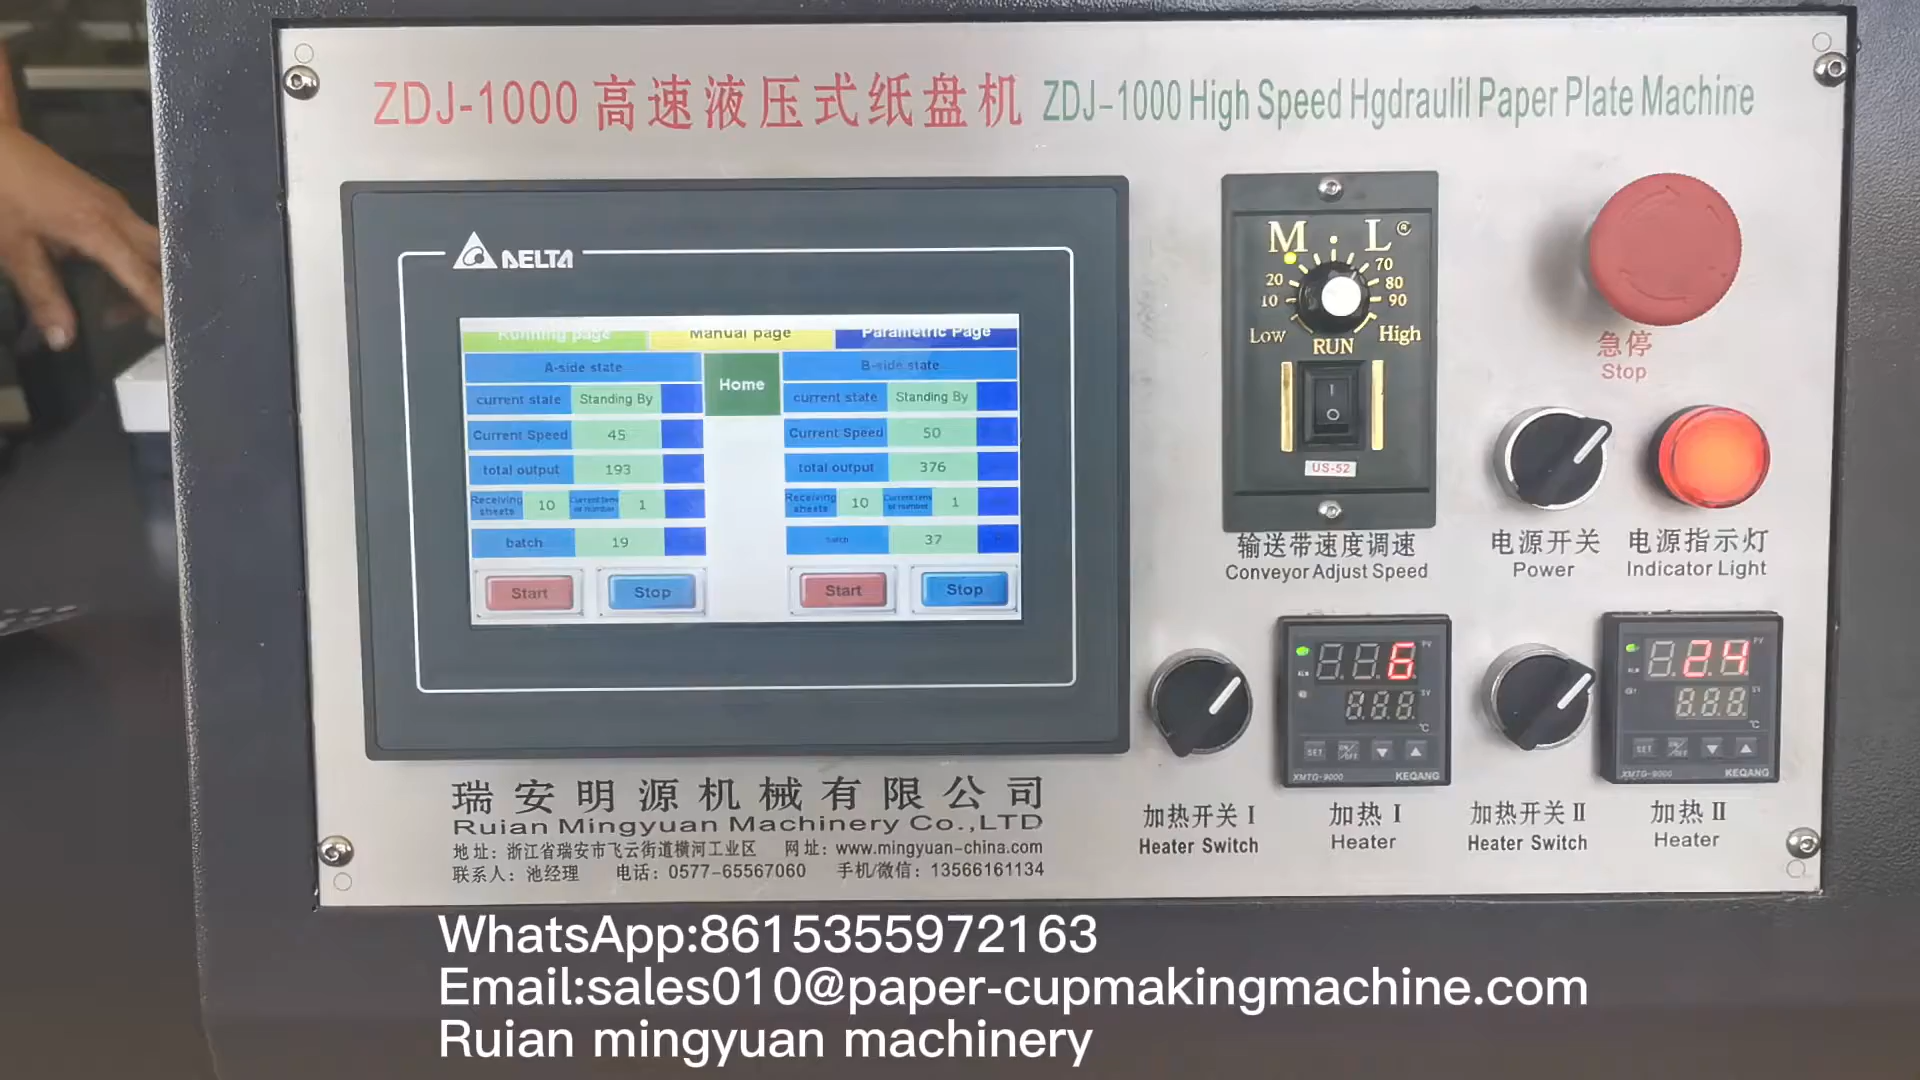 ZDJ-1000 高速液压式纸盘机 ZDJ-1000 High Speed Hgdraulil Paper Plate Machine
DELTA
Running page Manual page Parametric Page
A-side state
Home
B-side state
current state Standing By
current state Standing By
Current Speed 45
Current Speed 50
total output 193
total output 376
Receiving sheets 10 1
Receiving sheets 10 1
batch 19
batch 37
Start Stop
Start Stop
M L ®
20 70
10 80
90
Low High
RUN
US-52
输送带速度调速
Conveyor Adjust Speed
急停
Stop
电源开关
Power
电源指示灯
Indicator Light
6
PV
SV
°C
SET ON/OFF
XMTG-9000 KEQANG
24
PV
SV
°C
SET ON/OFF
XMTG-9000 KEQANG
加热开关 I
Heater Switch
加热 I
Heater
加热开关 II
Heater Switch
加热 II
Heater
瑞安明源机械有限公司
Ruian Mingyuan Machinery Co.,LTD
地址: 浙江省瑞安市飞云街道横河工业区 网址: www.mingyuan-china.com
联系人: 池经理 电话: 0577-65567060 手机/微信: 13566161134
WhatsApp:8615355972163
Email:sales010@paper-cupmakingmachine.com
Ruian mingyuan machinery